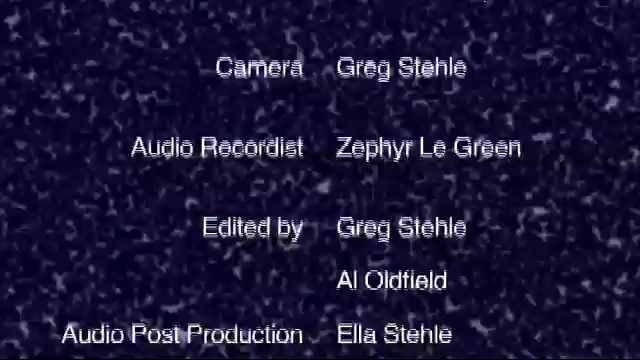 Camera Greg Stehle
Audio Recordist Zephyr Le Green
Edited by Greg Stehle
Al Oldfield
Audio Post Production Ella Stehle